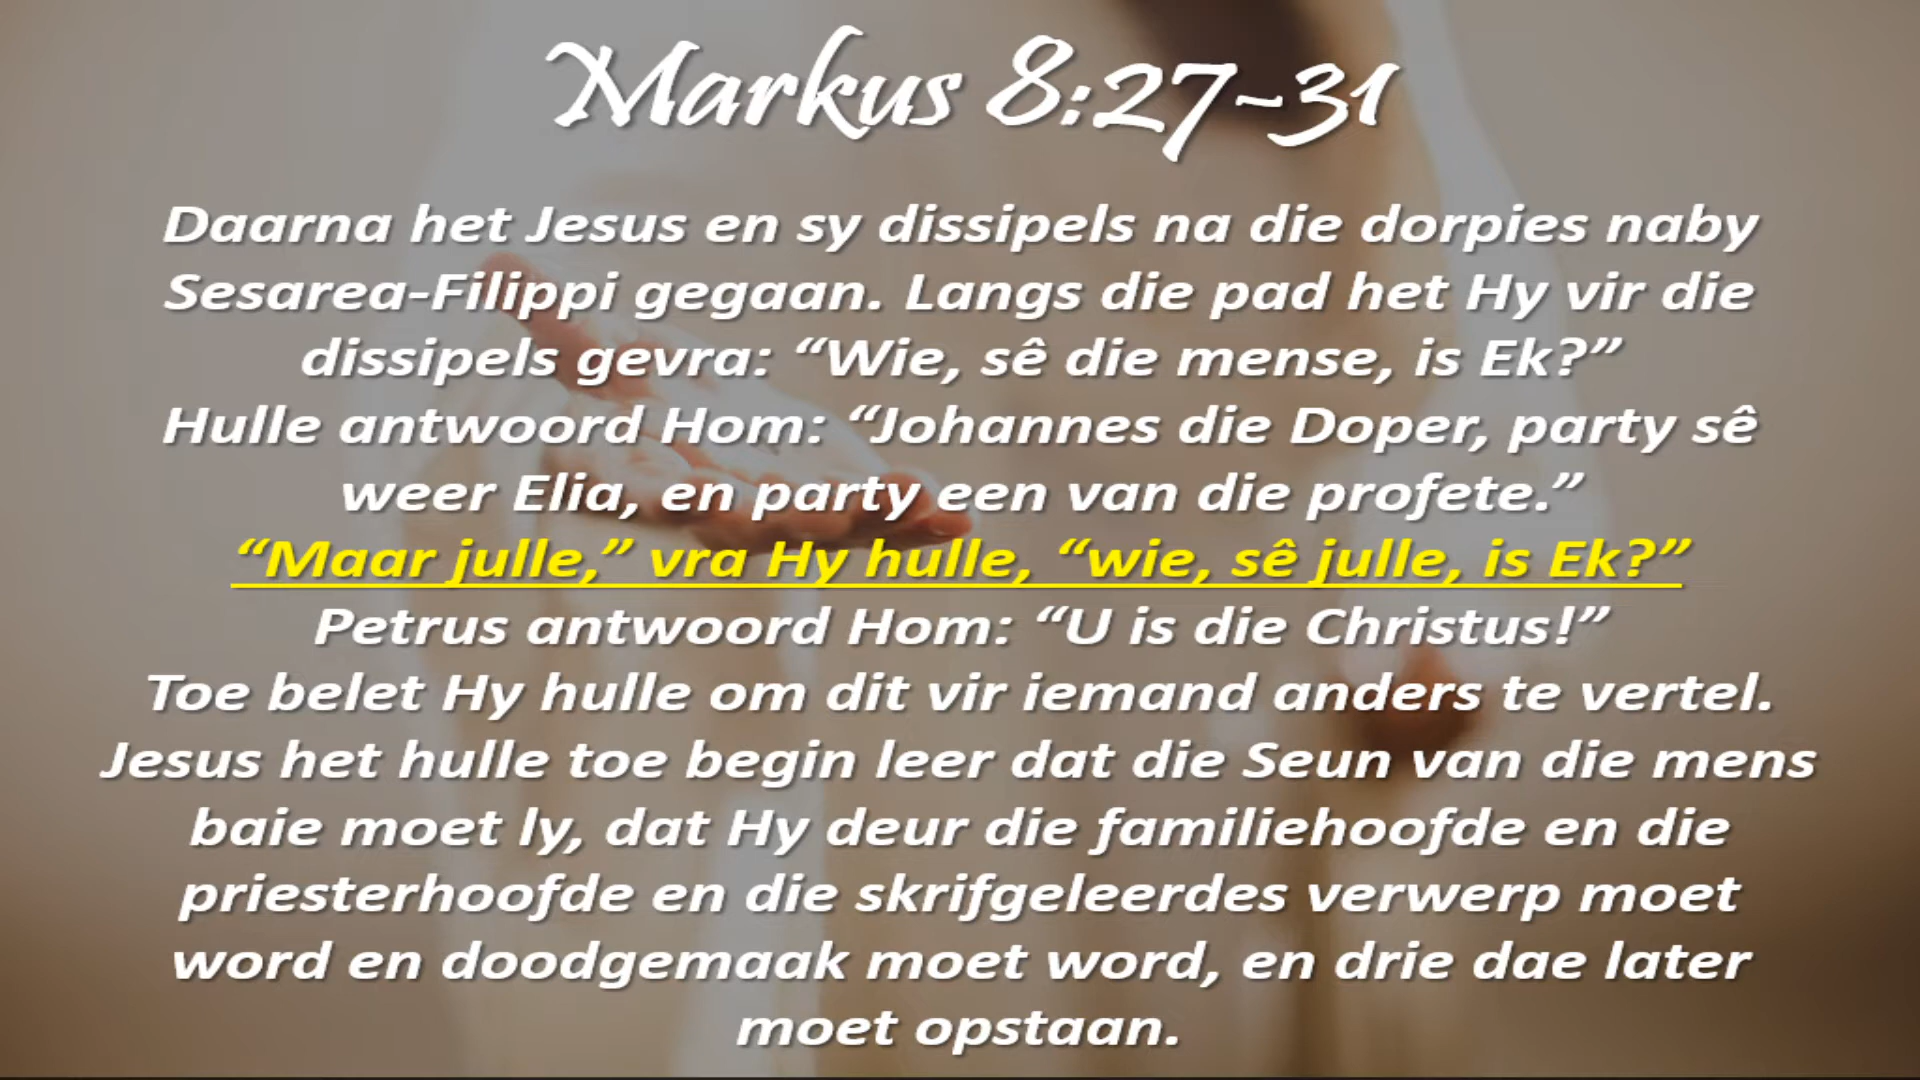 Markus 8:27-31
Daarna het Jesus en sy dissipels na die dorpies naby
Sesarea-Filippi gegaan. Langs die pad het Hy vir die
dissipels gevra: “Wie, sê die mense, is Ek?”
Hulle antwoord Hom: “Johannes die Doper, party sê
weer Elia, en party een van die profete.”
“Maar julle,” vra Hy hulle, “wie, sê julle, is Ek?”
Petrus antwoord Hom: “U is die Christus!”
Toe belet Hy hulle om dit vir iemand anders te vertel.
Jesus het hulle toe begin leer dat die Seun van die mens
baie moet ly, dat Hy deur die familiehoofde en die
priesterhoofde en die skrifgeleerdes verwerp moet
word en doodgemaak moet word, en drie dae later
moet opstaan.